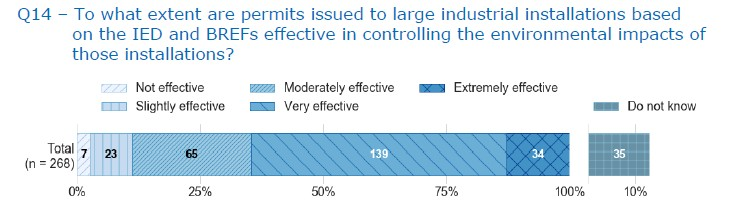 Q14 – To what extent are permits issued to large industrial installations based
on the IED and BREFs effective in controlling the environmental impacts of
those installations?
Not effective Moderately effective Extremely effective
Slightly effective Very effective Do not know
Total
(n = 268)
7 23 65 139 34 35
0% 25% 50% 75% 100% 10%